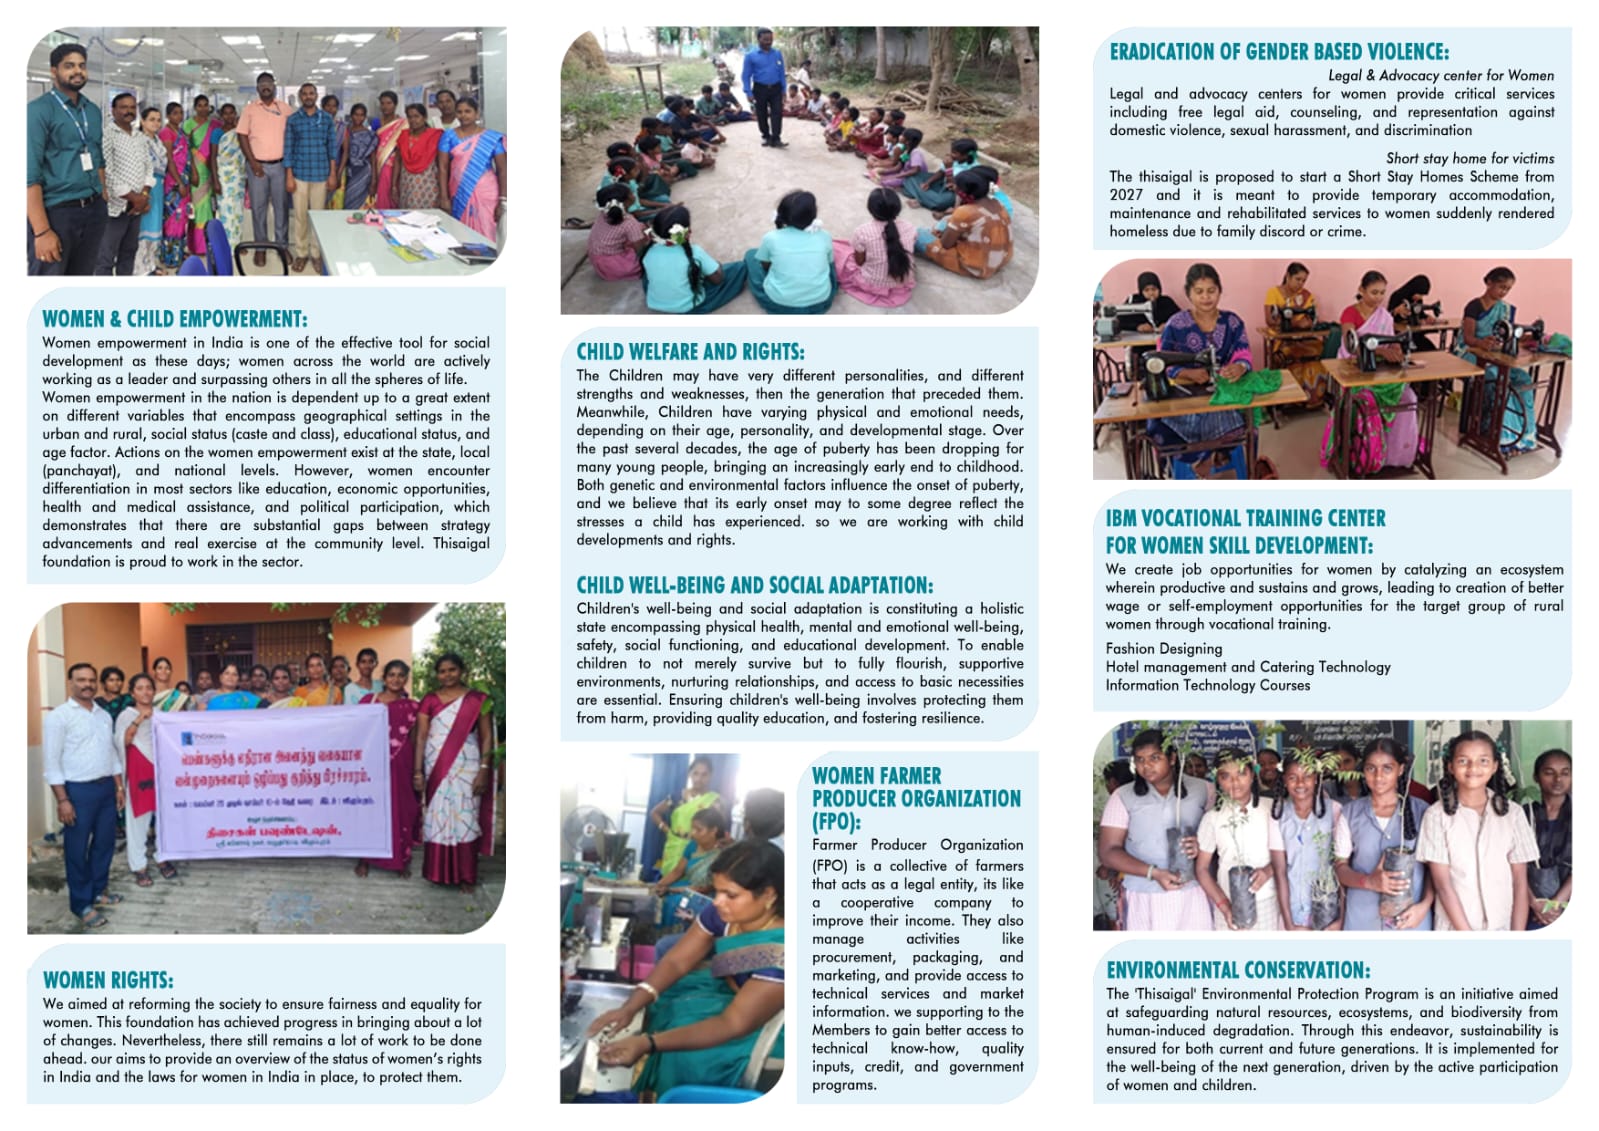 WOMEN & CHILD EMPOWERMENT:
Women empowerment in India is one of the effective tool for social
development as these days; women across the world are actively
working as a leader and surpassing others in all the spheres of life.
Women empowerment in the nation is dependent up to a great extent
on different variables that encompass geographical settings in the
urban and rural, social status (caste and class), educational status, and
age factor. Actions on the women empowerment exist at the state, local
(panchayat), and national levels. However, women encounter
differentiation in most sectors like education, economic opportunities,
health and medical assistance, and political participation, which
demonstrates that there are substantial gaps between strategy
advancements and real exercise at the community level. Thisaigal
foundation is proud to work in the sector.
பெண்களுக்கு எதிரான அனைத்து வகையான
வன்முறைகளையும் ஒழிப்பது குறித்து பிரச்சாரம்.
திசைகள் பவுண்டேஷன்.
WOMEN RIGHTS:
We aimed at reforming the society to ensure fairness and equality for
women. This foundation has achieved progress in bringing about a lot
of changes. Nevertheless, there still remains a lot of work to be done
ahead. our aims to provide an overview of the status of women's rights
in India and the laws for women in India in place, to protect them.
CHILD WELFARE AND RIGHTS:
The Children may have very different personalities, and different
strengths and weaknesses, then the generation that preceded them.
Meanwhile, Children have varying physical and emotional needs,
depending on their age, personality, and developmental stage. Over
the past several decades, the age of puberty has been dropping for
many young people, bringing an increasingly early end to childhood.
Both genetic and environmental factors influence the onset of puberty,
and we believe that its early onset may to some degree reflect the
stresses a child has experienced. so we are working with child
developments and rights.
CHILD WELL-BEING AND SOCIAL ADAPTATION:
Children's well-being and social adaptation is constituting a holistic
state encompassing physical health, mental and emotional well-being,
safety, social functioning, and educational development. To enable
children to not merely survive but to fully flourish, supportive
environments, nurturing relationships, and access to basic necessities
are essential. Ensuring children's well-being involves protecting them
from harm, providing quality education, and fostering resilience.
WOMEN FARMER
PRODUCER ORGANIZATION
(FPO):
Farmer Producer Organization
(FPO) is a collective of farmers
that acts as a legal entity, its like
a cooperative company to
improve their income. They also
manage activities like
procurement, packaging, and
marketing, and provide access to
technical services and market
information. we supporting to the
Members to gain better access to
technical know-how, quality
inputs, credit, and government
programs.
ERADICATION OF GENDER BASED VIOLENCE:
Legal & Advocacy center for Women
Legal and advocacy centers for women provide critical services
including free legal aid, counseling, and representation against
domestic violence, sexual harassment, and discrimination
Short stay home for victims
The thisaigal is proposed to start a Short Stay Homes Scheme from
2027 and it is meant to provide temporary accommodation,
maintenance and rehabilitated services to women suddenly rendered
homeless due to family discord or crime.
IBM VOCATIONAL TRAINING CENTER
FOR WOMEN SKILL DEVELOPMENT:
We create job opportunities for women by catalyzing an ecosystem
wherein productive and sustains and grows, leading to creation of better
wage or self-employment opportunities for the target group of rural
women through vocational training.
Fashion Designing
Hotel management and Catering Technology
Information Technology Courses
ENVIRONMENTAL CONSERVATION:
The 'Thisaigal' Environmental Protection Program is an initiative aimed
at safeguarding natural resources, ecosystems, and biodiversity from
human-induced degradation. Through this endeavor, sustainability is
ensured for both current and future generations. It is implemented for
the well-being of the next generation, driven by the active participation
of women and children.